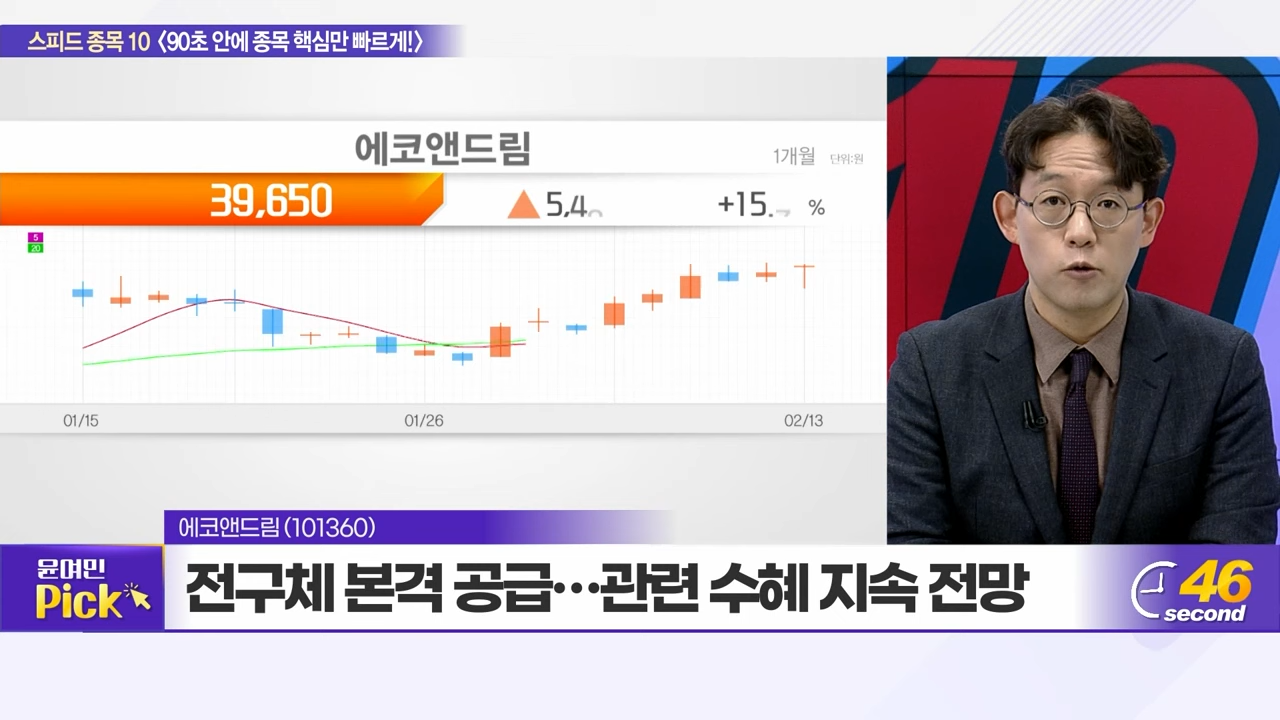 스피드 종목 10 〈90초 안에 종목 핵심만 빠르게!〉
에코앤드림
1개월 단위:원
39,650 ▲ 5,4 +15. %
5
20
01/15 01/26 02/13
에코앤드림(101360)
윤여민
Pick
전구체 본격 공급…관련 수혜 지속 전망
46
second